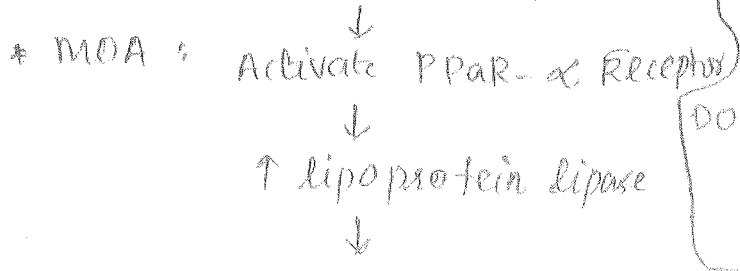 ↓
* MOA : Activate PPaR-α Receptor
DO
↓
↑ lipoprotein lipase
↓